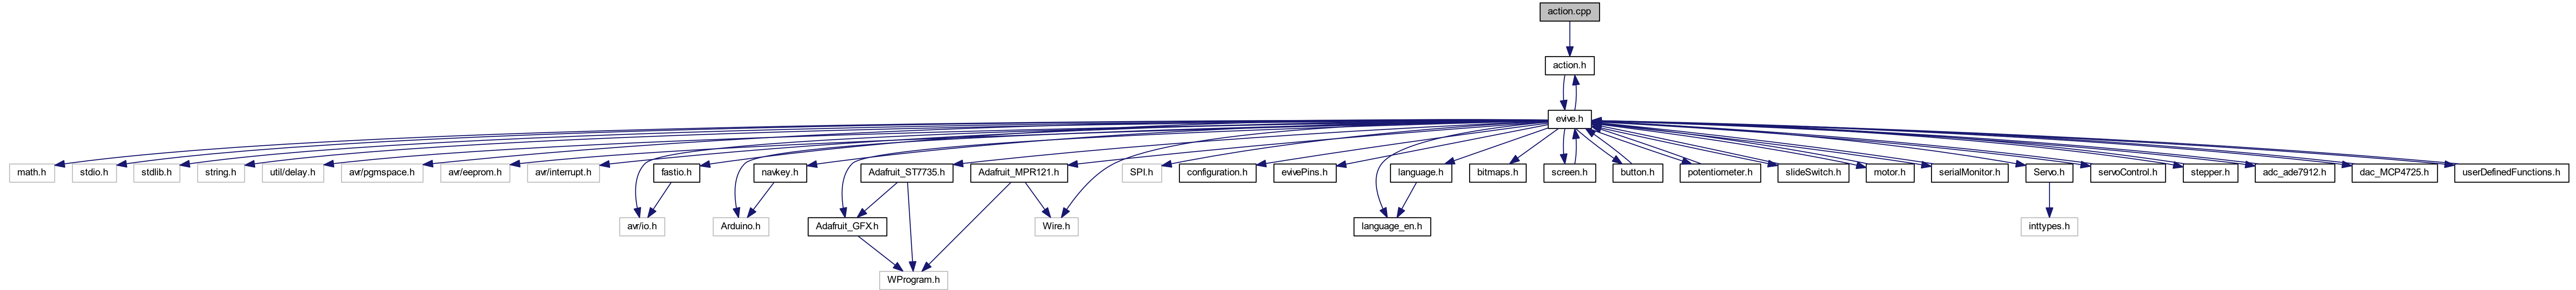 action.cpp
action.h
evive.h
math.h
stdio.h
stdlib.h
string.h
util/delay.h
avr/pgmspace.h
avr/eeprom.h
avr/interrupt.h
fastio.h
navkey.h
Adafruit_ST7735.h
Adafruit_MPR121.h
SPI.h
configuration.h
evivePins.h
language.h
bitmaps.h
screen.h
button.h
potentiometer.h
slideSwitch.h
motor.h
serialMonitor.h
Servo.h
servoControl.h
stepper.h
adc_ade7912.h
dac_MCP4725.h
userDefinedFunctions.h
avr/io.h
Arduino.h
Adafruit_GFX.h
Wire.h
language_en.h
inttypes.h
WProgram.h